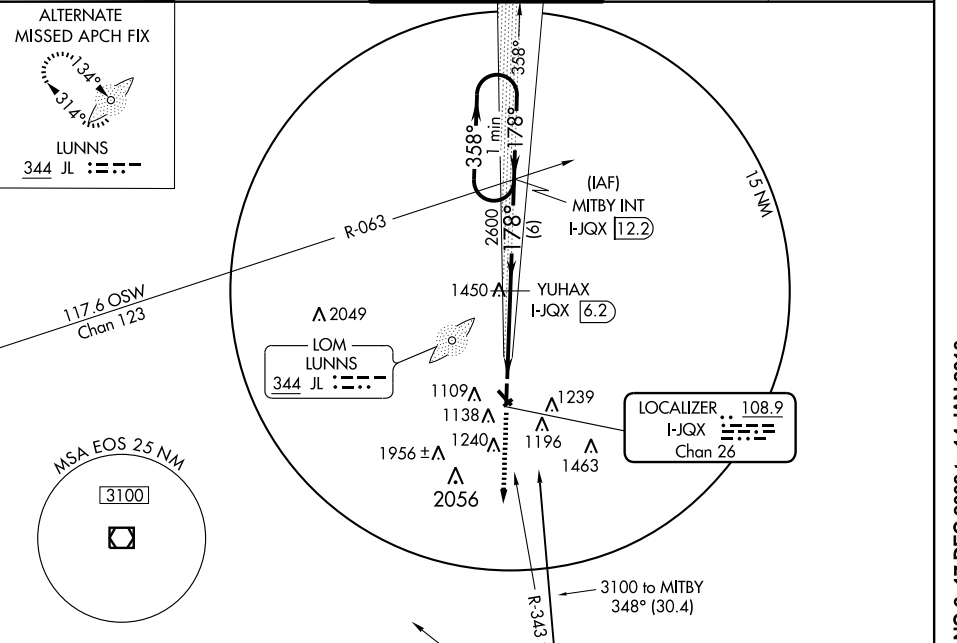 ALTERNATE
MISSED APCH FIX
134°
314°
LUNNS
344 JL
358°
358°
1 min
178°
(IAF)
MITBY INT
I-JQX 12.2
15 NM
R-063
2600
178°
(6)
117.6 OSW
Chan 123
1450
YUHAX
I-JQX 6.2
2049
LOM
LUNNS
344 JL
1109
1239
1138
1196
1240
1956 ±
1463
2056
LOCALIZER 108.9
I-JQX
Chan 26
MSA EOS 25 NM
3100
3100 to MITBY
348° (30.4)
R-343